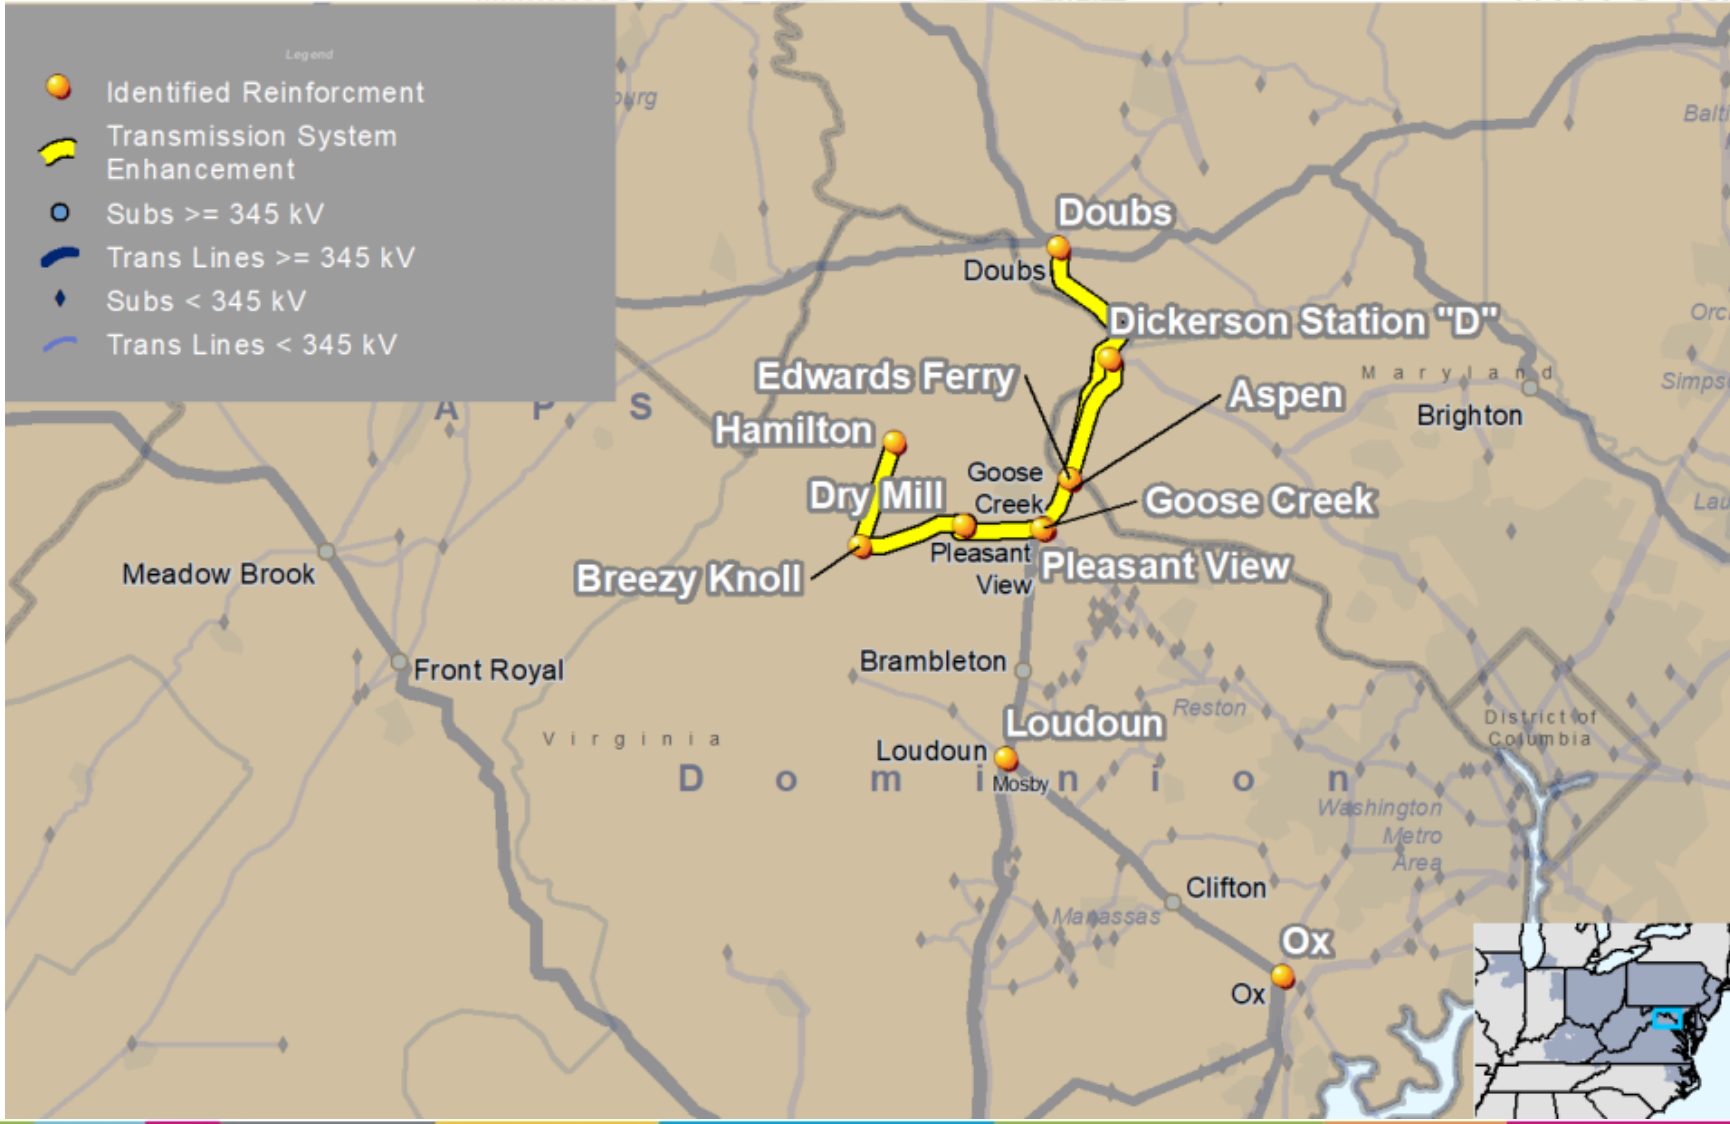 Legend
Identified Reinforcment
Transmission System
Enhancement
Subs >= 345 kV
Trans Lines >= 345 kV
Subs < 345 kV
Trans Lines < 345 kV
Balti
Doubs
Doubs
Dickerson Station "D"
Edwards Ferry
Maryland
Simps
Aspen
A P S
Brighton
Hamilton
Goose
Creek
Dry Mill
Goose Creek
Lau
Pleasant
View
Pleasant View
Meadow Brook
Breezy Knoll
Front Royal
Brambleton
Reston
District of
Columbia
Loudoun
Virginia
Loudoun
Dominion
Mosby
Washington
Metro
Area
Clifton
Manassas
Ox
Ox